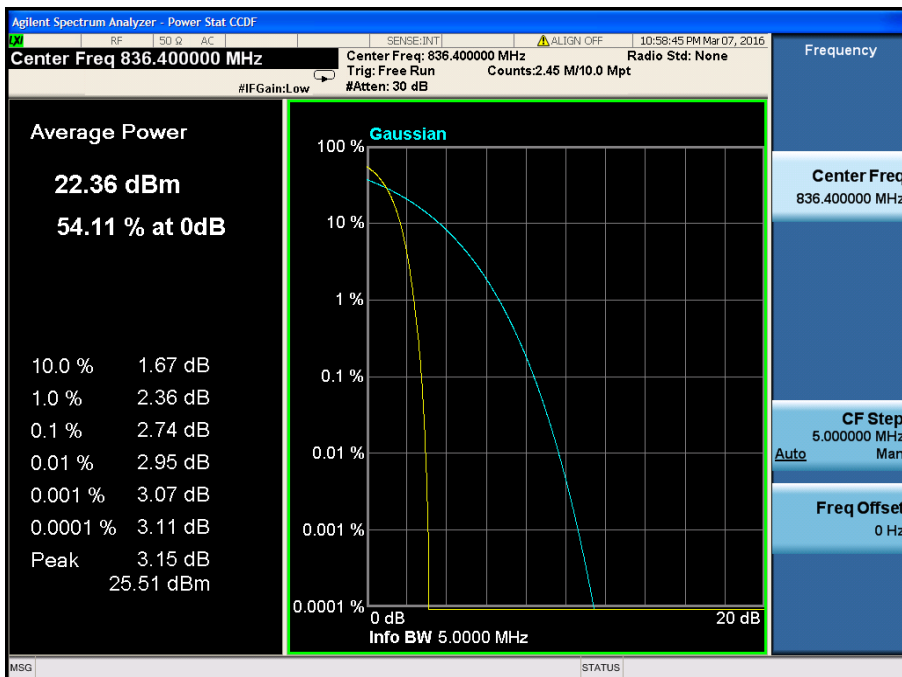 Agilent Spectrum Analyzer - Power Stat CCDF
LXI RF 50 Ω AC SENSE:INT ALIGN OFF 10:58:45 PM Mar 07, 2016
Center Freq 836.400000 MHz
#IFGain:Low
Center Freq: 836.400000 MHz Radio Std: None
Trig: Free Run Counts:2.45 M/10.0 Mpt
#Atten: 30 dB
Average Power
22.36 dBm
54.11 % at 0dB
10.0 % 1.67 dB
1.0 % 2.36 dB
0.1 % 2.74 dB
0.01 % 2.95 dB
0.001 % 3.07 dB
0.0001 % 3.11 dB
Peak 3.15 dB
25.51 dBm
Gaussian
100 %
10 %
1 %
0.1 %
0.01 %
0.001 %
0.0001 %
0 dB 20 dB
Info BW 5.0000 MHz
Frequency
Center Freq
836.400000 MHz
CF Step
5.000000 MHz
Auto Man
Freq Offset
0 Hz
MSG STATUS